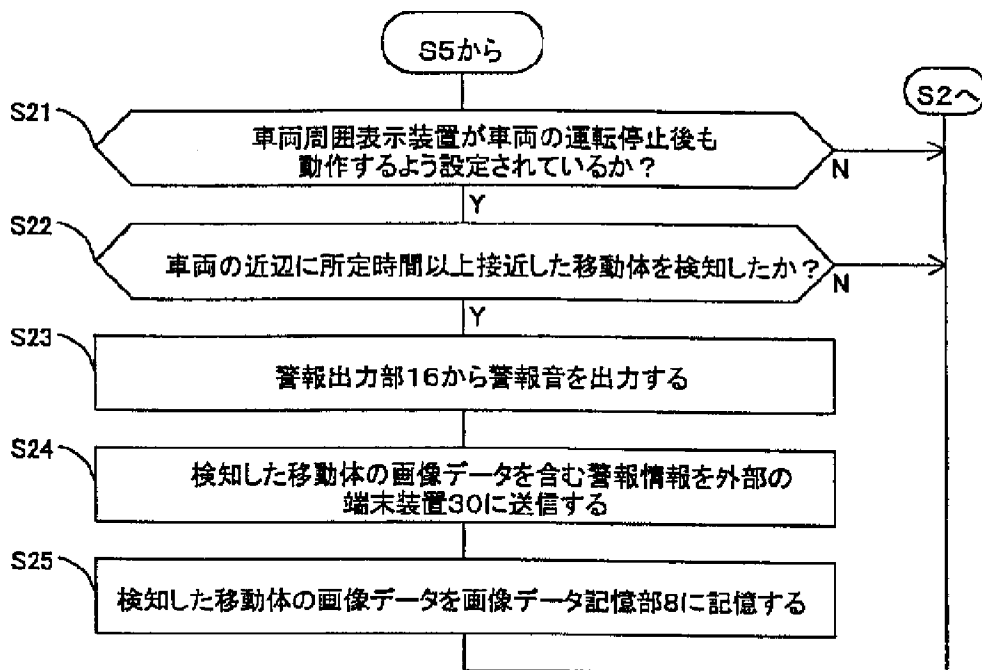 S5から
S2へ
S21
車両周囲表示装置が車両の運転停止後も
動作するよう設定されているか？
N
Y
S22
車両の近辺に所定時間以上接近した移動体を検知したか？
N
Y
S23
警報出力部16から警報音を出力する
S24
検知した移動体の画像データを含む警報情報を外部の
端末装置30に送信する
S25
検知した移動体の画像データを画像データ記憶部8に記憶する